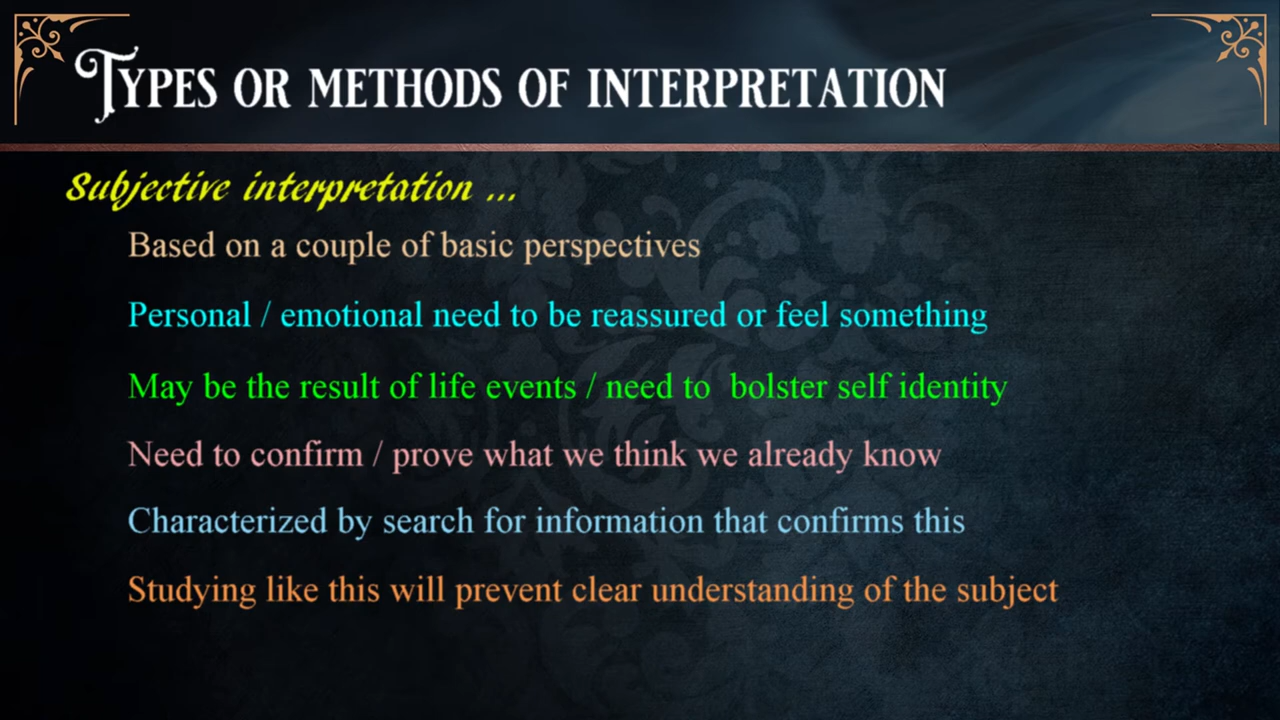 Types or methods of interpretation
Subjective interpretation ...
Based on a couple of basic perspectives
Personal / emotional need to be reassured or feel something
May be the result of life events / need to  bolster self identity
Need to confirm / prove what we think we already know
Characterized by search for information that confirms this
Studying like this will prevent clear understanding of the subject